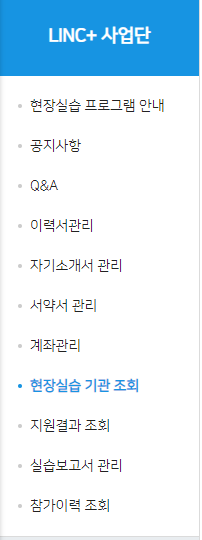 LINC+ 사업단
현장실습 프로그램 안내
공지사항
Q&A
이력서관리
자기소개서 관리
서약서 관리
계좌관리
현장실습 기관 조회
지원결과 조회
실습보고서 관리
참가이력 조회